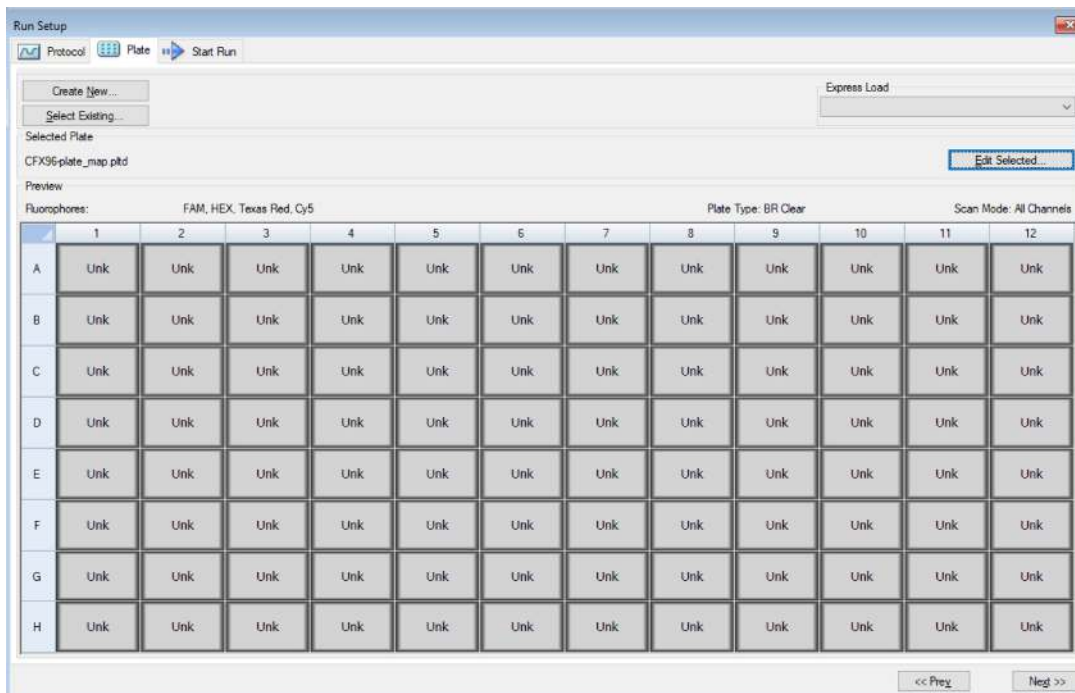 Run Setup
Protocol Plate Start Run
Create New...
Express Load
Select Existing...
Selected Plate
CFX96-plate_map.pltd
Edit Selected...
Preview
Fluorophores: FAM, HEX, Texas Red, Cy5 Plate Type: BR Clear Scan Mode: All Channels
1 2 3 4 5 6 7 8 9 10 11 12
A Unk Unk Unk Unk Unk Unk Unk Unk Unk Unk Unk Unk
B Unk Unk Unk Unk Unk Unk Unk Unk Unk Unk Unk Unk
C Unk Unk Unk Unk Unk Unk Unk Unk Unk Unk Unk Unk
D Unk Unk Unk Unk Unk Unk Unk Unk Unk Unk Unk Unk
E Unk Unk Unk Unk Unk Unk Unk Unk Unk Unk Unk Unk
F Unk Unk Unk Unk Unk Unk Unk Unk Unk Unk Unk Unk
G Unk Unk Unk Unk Unk Unk Unk Unk Unk Unk Unk Unk
H Unk Unk Unk Unk Unk Unk Unk Unk Unk Unk Unk Unk
<< Prev Next >>